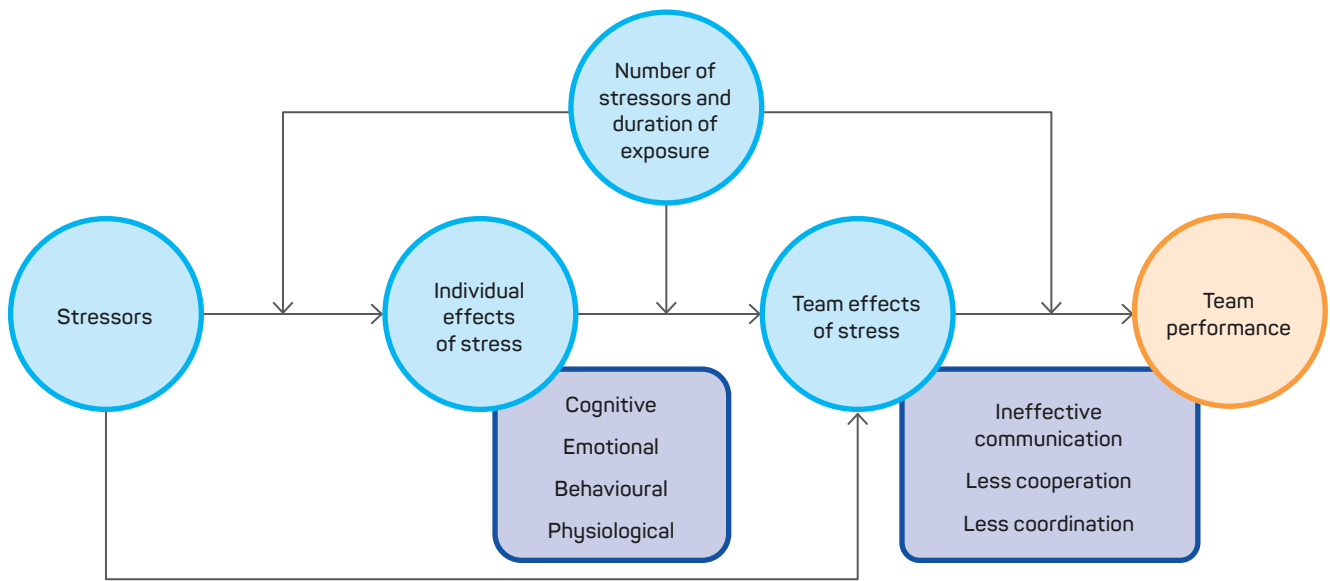 Number of
stressors and
duration of
exposure
Stressors
Individual
effects
of stress
Team effects
of stress
Team
performance
Cognitive
Emotional
Behavioural
Physiological
Ineffective
communication
Less cooperation
Less coordination